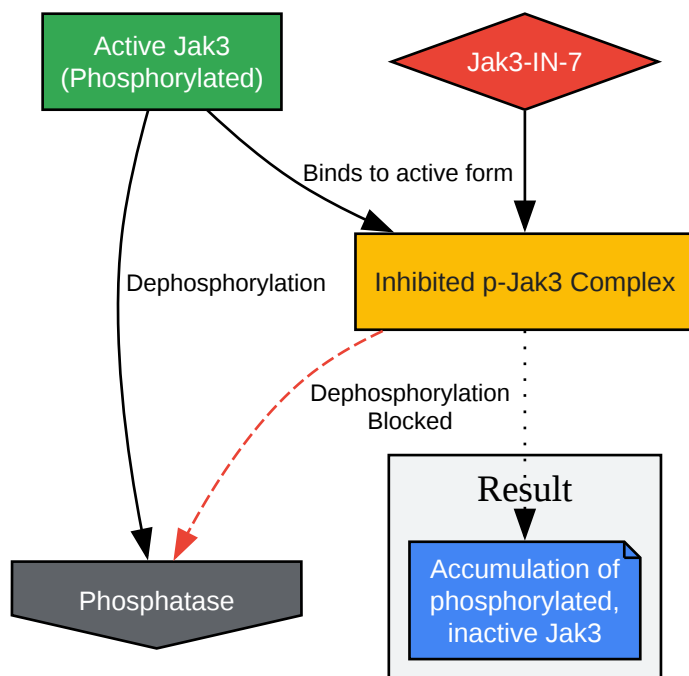 Active Jak3
(Phosphorylated)
Jak3-IN-7
Binds to active form
Dephosphorylation
Inhibited p-Jak3 Complex
Dephosphorylation
Blocked
Result
Phosphatase
Accumulation of
phosphorylated,
inactive Jak3